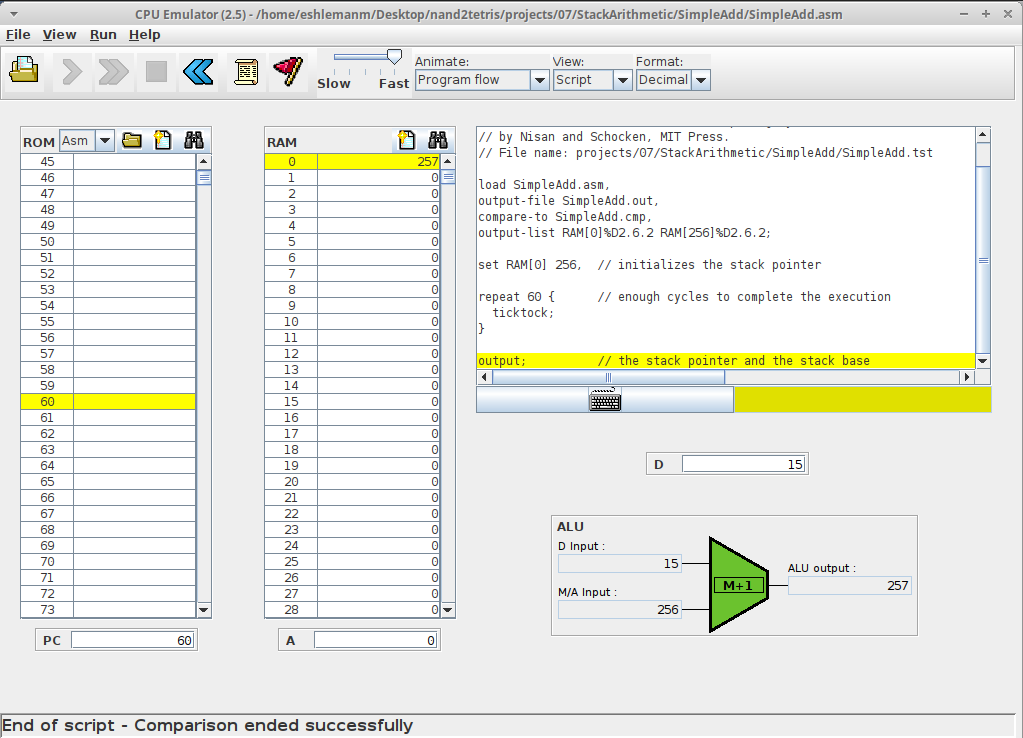 CPU Emulator (2.5) - /home/eshlemanm/Desktop/nand2tetris/projects/07/StackArithmetic/SimpleAdd/SimpleAdd.asm
File View Run Help
Slow Fast
Animate: View: Format:
Program flow Script Decimal
ROM Asm
45
46
47
48
49
50
51
52
53
54
55
56
57
58
59
60
61
62
63
64
65
66
67
68
69
70
71
72
73
PC 60
RAM
0 257
1 0
2 0
3 0
4 0
5 0
6 0
7 0
8 0
9 0
10 0
11 0
12 0
13 0
14 0
15 0
16 0
17 0
18 0
19 0
20 0
21 0
22 0
23 0
24 0
25 0
26 0
27 0
28 0
A 0
// by Nisan and Schocken, MIT Press.
// File name: projects/07/StackArithmetic/SimpleAdd/SimpleAdd.tst
load SimpleAdd.asm,
output-file SimpleAdd.out,
compare-to SimpleAdd.cmp,
output-list RAM[0]%D2.6.2 RAM[256]%D2.6.2;
set RAM[0] 256,  // initializes the stack pointer
repeat 60 {      // enough cycles to complete the execution
ticktock;
}
output;          // the stack pointer and the stack base
D 15
ALU
D Input :
15
M/A Input :
256
M+1
ALU output :
257
End of script - Comparison ended successfully